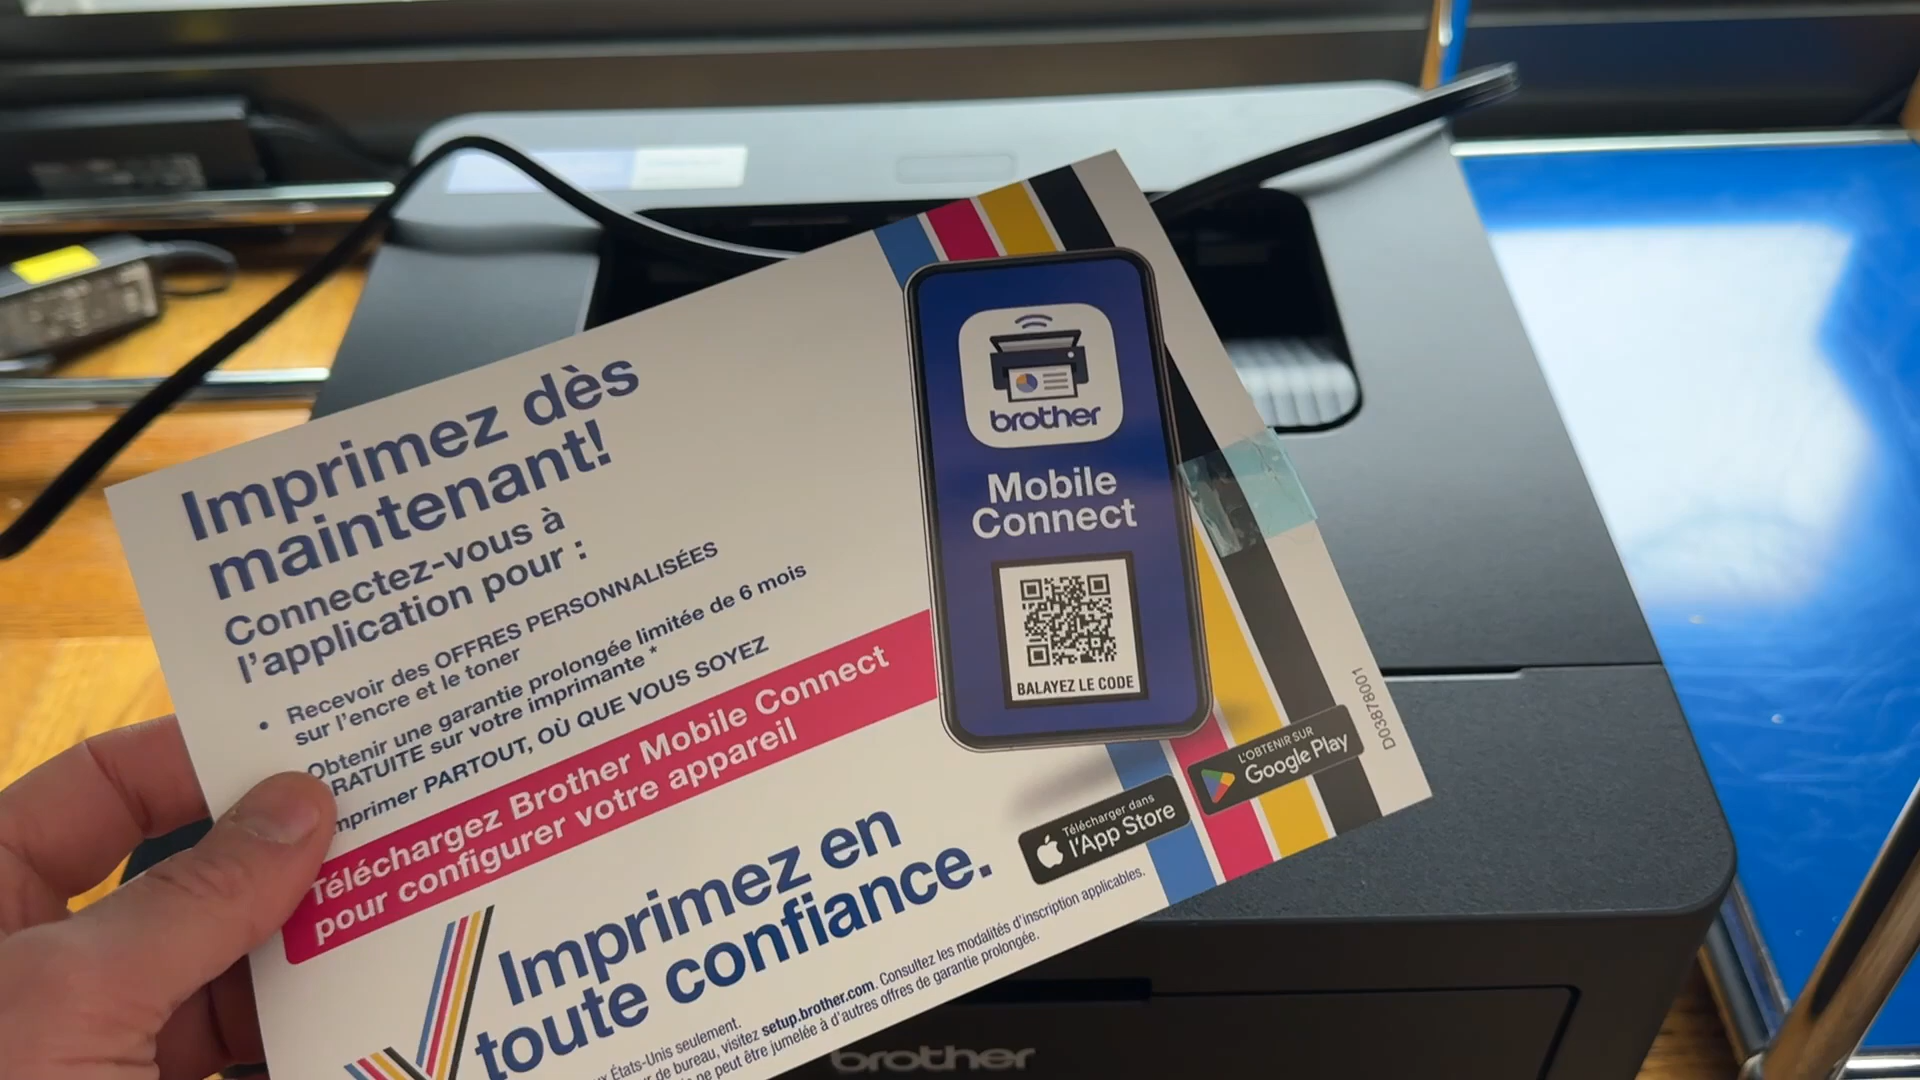 Imprimez dès
maintenant!
Connectez-vous à
l'application pour :
• Recevoir des OFFRES PERSONNALISÉES
sur l'encre et le toner
Obtenir une garantie prolongée limitée de 6 mois
RATUITE sur votre imprimante *
mprimer PARTOUT, OÙ QUE VOUS SOYEZ
Téléchargez Brother Mobile Connect
pour configurer votre appareil
Imprimez en
toute confiance.
États-Unis seulement.
de bureau, visitez setup.brother.com. Consultez les modalités d'inscription applicables.
ne peut être jumelée à d'autres offres de garantie prolongée.
brother
Mobile
Connect
BALAYEZ LE CODE
Télécharger dans
l'App Store
L'OBTENIR SUR
Google Play
D03878001
brother